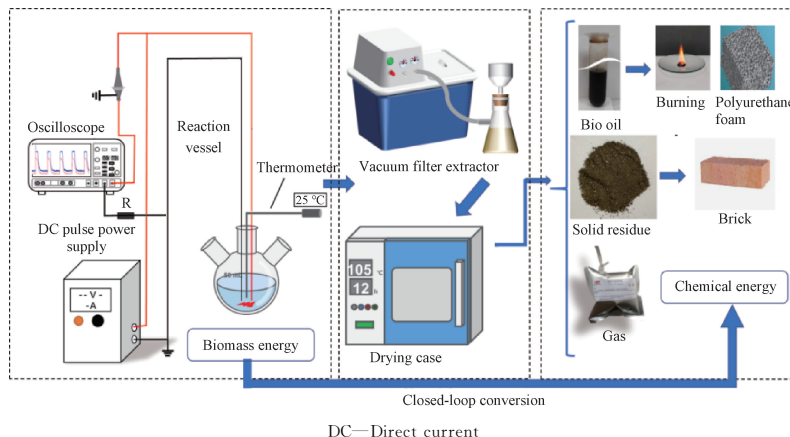 Oscilloscope
Reaction
vessel
R
DC pulse power
supply
-- V -
-A
Thermometer
25 ℃
Biomass energy
Vacuum filter extractor
105 ℃
12 h
Drying case
Bio oil
Burning
Polyurethane
foam
Solid residue
Brick
Gas
Chemical energy
Closed-loop conversion
DC—Direct current